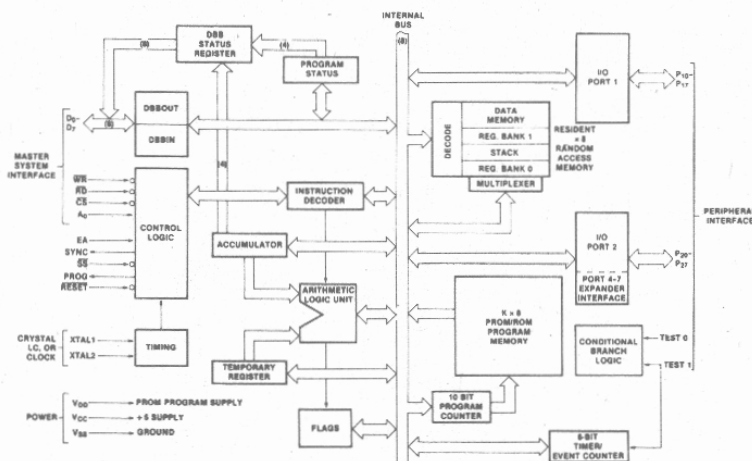 INTERNAL
BUS
(8)
DBB
STATUS
REGISTER
(8)
(4)
PROGRAM
STATUS
I/O
PORT 1
P10–
P17
D0–
D7
(8)
DBBOUT
DBBIN
(4)
DECODE
DATA
MEMORY
REG. BANK 1
STACK
REG. BANK 0
MULTIPLEXER
RESIDENT
× 8
RANDOM
ACCESS
MEMORY
MASTER
SYSTEM
INTERFACE
WR
RD
CS
A0
EA
SYNC
SS
PROG
RESET
CONTROL
LOGIC
INSTRUCTION
DECODER
ACCUMULATOR
ARITHMETIC
LOGIC UNIT
I/O
PORT 2
PORT 4-7
EXPANDER
INTERFACE
P20–
P27
PERIPHERAL
INTERFACE
K × 8
PROM/ROM
PROGRAM
MEMORY
CONDITIONAL
BRANCH
LOGIC
TEST 0
TEST 1
CRYSTAL
LC, OR
CLOCK
XTAL1
XTAL2
TIMING
TEMPORARY
REGISTER
10 BIT
PROGRAM
COUNTER
POWER
VDD
PROM PROGRAM SUPPLY
VCC
+5 SUPPLY
VSS
GROUND
FLAGS
8-BIT
TIMER/
EVENT COUNTER